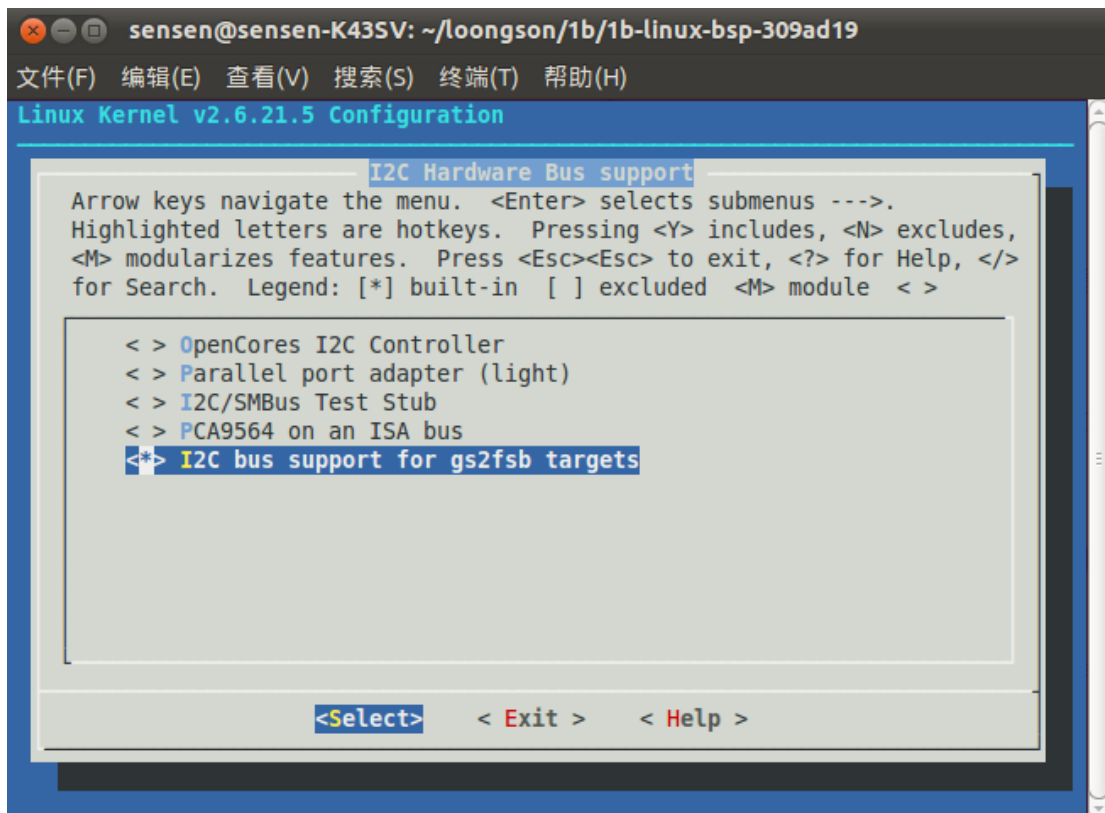 sensen@sensen-K43SV: ~/loongson/1b/1b-linux-bsp-309ad19
文件(F) 编辑(E) 查看(V) 搜索(S) 终端(T) 帮助(H)
Linux Kernel v2.6.21.5 Configuration
I2C Hardware Bus support
Arrow keys navigate the menu.  <Enter> selects submenus --->.
Highlighted letters are hotkeys.  Pressing <Y> includes, <N> excludes,
<M> modularizes features.  Press <Esc><Esc> to exit, <?> for Help, </>
for Search.  Legend: [*] built-in  [ ] excluded  <M> module  < >
< > OpenCores I2C Controller
< > Parallel port adapter (light)
< > I2C/SMBus Test Stub
< > PCA9564 on an ISA bus
<*> I2C bus support for gs2fsb targets
<Select>    < Exit >    < Help >